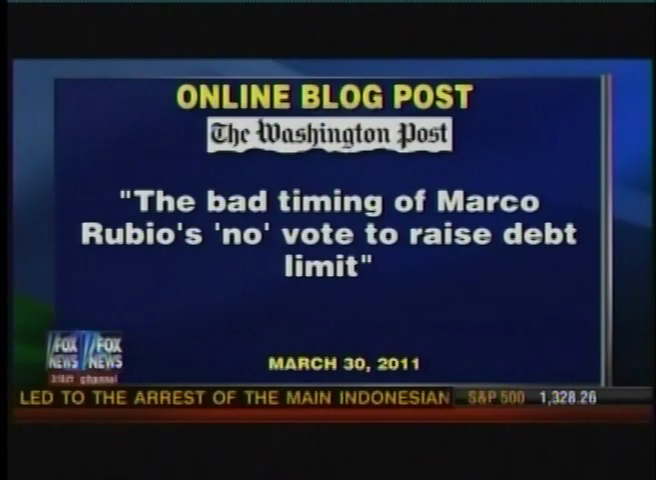 ONLINE BLOG POST
The Washington Post
"The bad timing of Marco
Rubio's 'no' vote to raise debt
limit"
MARCH 30, 2011
FOX NEWS FOX NEWS
channel
LED TO THE ARREST OF THE MAIN INDONESIAN
S&P 500 1,328.26